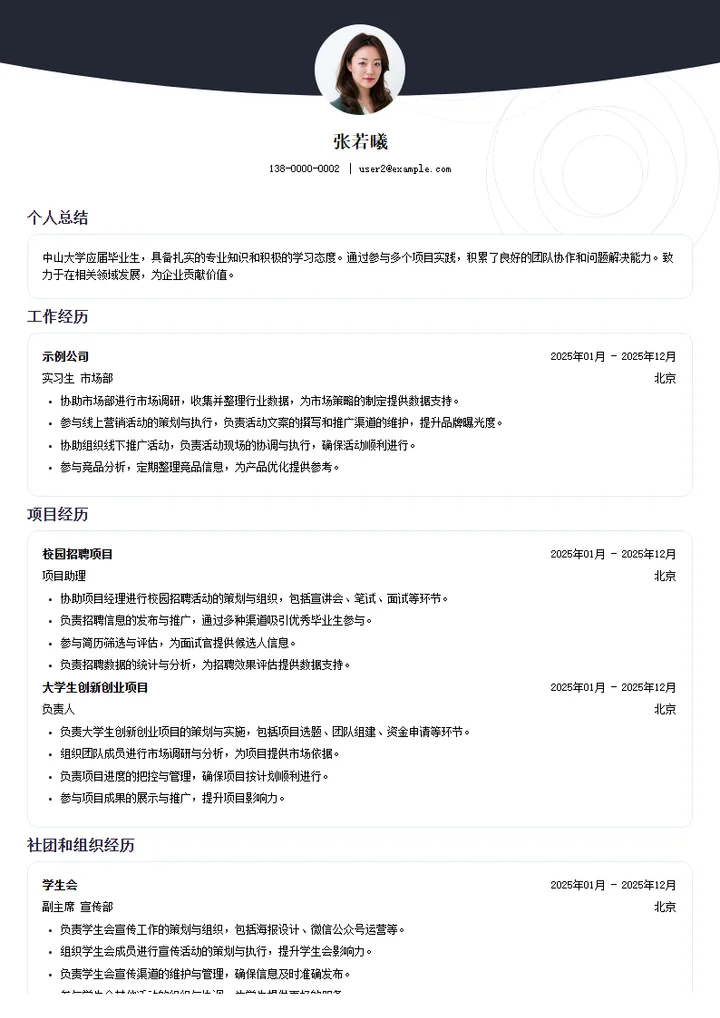 张若曦
138-0000-0002 | user2@example.com
个人总结
中山大学应届毕业生，具备扎实的专业知识和积极的学习态度。通过参与多个项目实践，积累了良好的团队协作和问题解决能力。致
力于在相关领域发展，为企业贡献价值。
工作经历
示例公司 2025年01月 - 2025年12月
实习生 市场部 北京
• 协助市场部进行市场调研，收集并整理行业数据，为市场策略的制定提供数据支持。
• 参与线上营销活动的策划与执行，负责活动文案的撰写和推广渠道的维护，提升品牌曝光度。
• 协助组织线下推广活动，负责活动现场的协调与执行，确保活动顺利进行。
• 参与竞品分析，定期整理竞品信息，为产品优化提供参考。
项目经历
校园招聘项目 2025年01月 - 2025年12月
项目助理 北京
• 协助项目经理进行校园招聘活动的策划与组织，包括宣讲会、笔试、面试等环节。
• 负责招聘信息的发布与推广，通过多种渠道吸引优秀毕业生参与。
• 参与简历筛选与评估，为面试官提供候选人信息。
• 负责招聘数据的统计与分析，为招聘效果评估提供数据支持。
大学生创新创业项目 2025年01月 - 2025年12月
负责人 北京
• 负责大学生创新创业项目的策划与实施，包括项目选题、团队组建、资金申请等环节。
• 组织团队成员进行市场调研与分析，为项目提供市场依据。
• 负责项目进度的把控与管理，确保项目按计划顺利进行。
• 参与项目成果的展示与推广，提升项目影响力。
社团和组织经历
学生会 2025年01月 - 2025年12月
副主席 宣传部 北京
• 负责学生会宣传工作的策划与组织，包括海报设计、微信公众号运营等。
• 组织学生会成员进行宣传活动的策划与执行，提升学生会影响力。
• 负责学生会宣传渠道的维护与管理，确保信息及时准确发布。